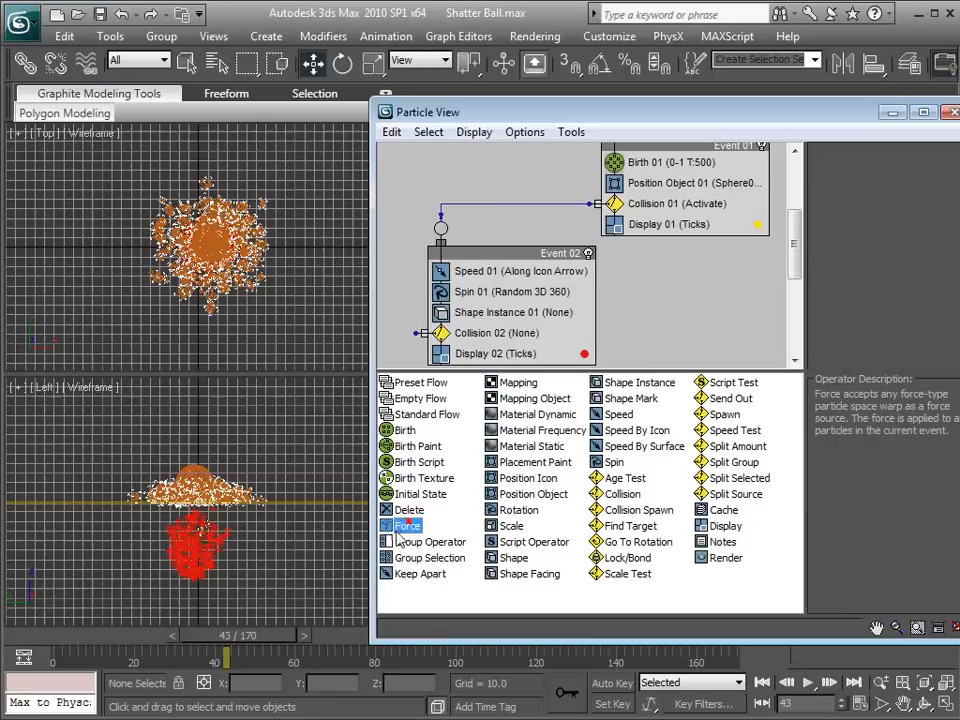 Autodesk 3ds Max 2010 SP1 x64 Shatter Ball.max
Type a keyword or phrase
Edit Tools Group Views Create Modifiers Animation Graph Editors Rendering Customize PhysX MAXScript Help
All View Create Selection Se
Graphite Modeling Tools Freeform Selection
Polygon Modeling
[ + ] [ Top ] [ Wireframe ]
[ + ] [ Left ] [ Wireframe ]
Particle View
Edit Select Display Options Tools
Event 01
Birth 01 (0-1 T:500)
Position Object 01 (Sphere0...
Collision 01 (Activate)
Display 01 (Ticks)
Event 02
Speed 01 (Along Icon Arrow)
Spin 01 (Random 3D 360)
Shape Instance 01 (None)
Collision 02 (None)
Display 02 (Ticks)
Preset Flow Mapping Shape Instance Script Test
Empty Flow Mapping Object Shape Mark Send Out
Standard Flow Material Dynamic Speed Spawn
Birth Material Frequency Speed By Icon Speed Test
Birth Paint Material Static Speed By Surface Split Amount
Birth Script Placement Paint Spin Split Group
Birth Texture Position Icon Age Test Split Selected
Initial State Position Object Collision Split Source
Delete Rotation Collision Spawn Cache
Force Scale Find Target Display
Group Operator Script Operator Go To Rotation Notes
Group Selection Shape Lock/Bond Render
Keep Apart Shape Facing Scale Test
Operator Description:
Force accepts any force-type
particle space warp as a force
source. The force is applied to a
particles in the current event.
< 43 / 170 >
0 20 40 60 80 100 120 140 160
None Selecte X: Y: Z: Grid = 10.0 Auto Key Selected
Max to Physc Click and drag to select and move objects Add Time Tag Set Key Key Filters... 43